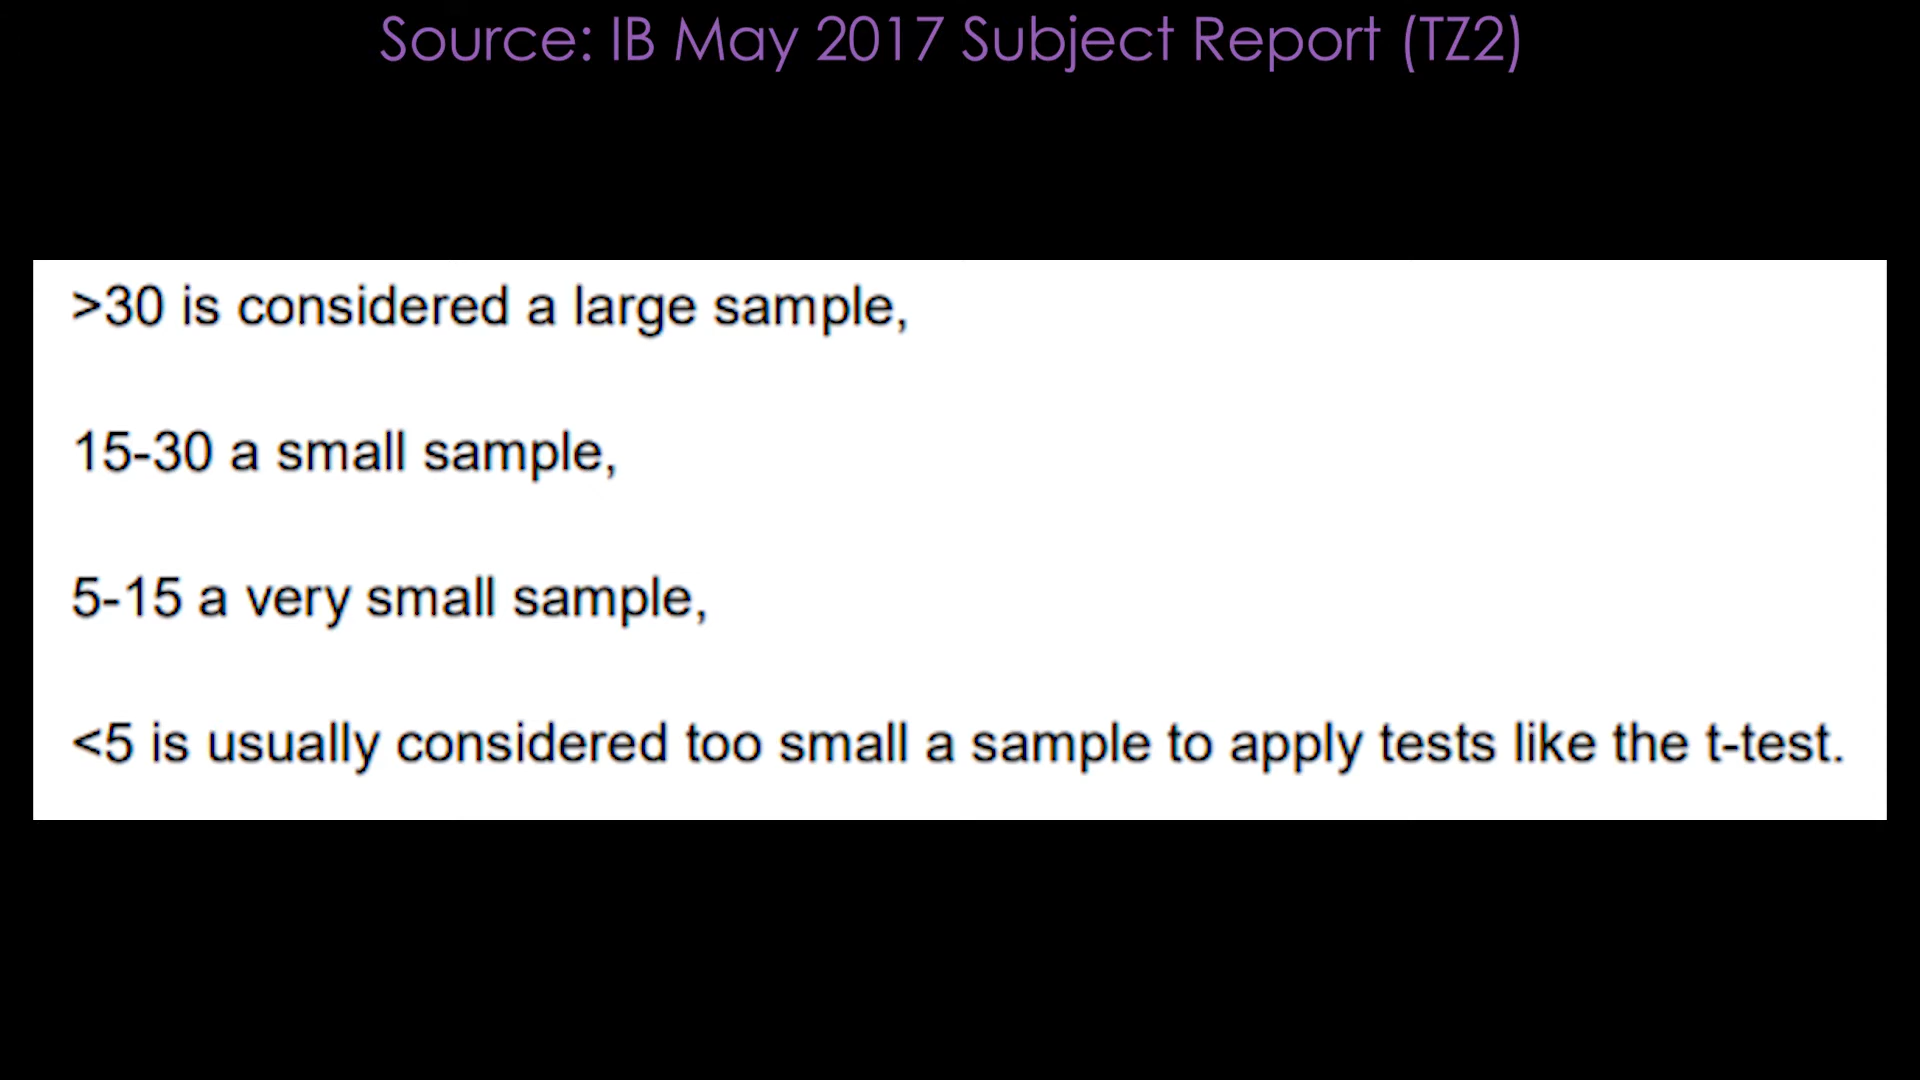 Source: IB May 2017 Subject Report (TZ2)
>30 is considered a large sample,
15-30 a small sample,
5-15 a very small sample,
<5 is usually considered too small a sample to apply tests like the t-test.